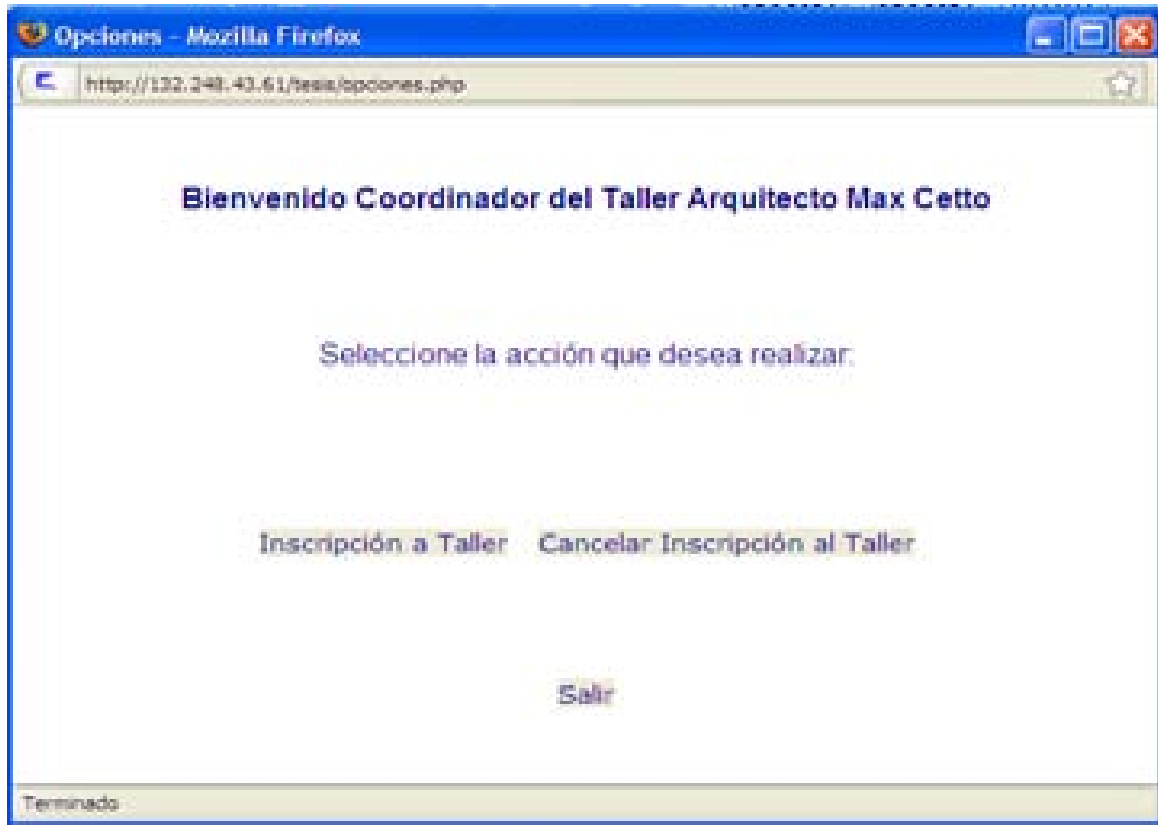 Opciones - Mozilla Firefox
http://132.248.43.61/tesis/opciones.php
Bienvenido Coordinador del Taller Arquitecto Max Cetto
Seleccione la acción que desea realizar.
Inscripción a Taller Cancelar Inscripción al Taller
Salir
Terminado